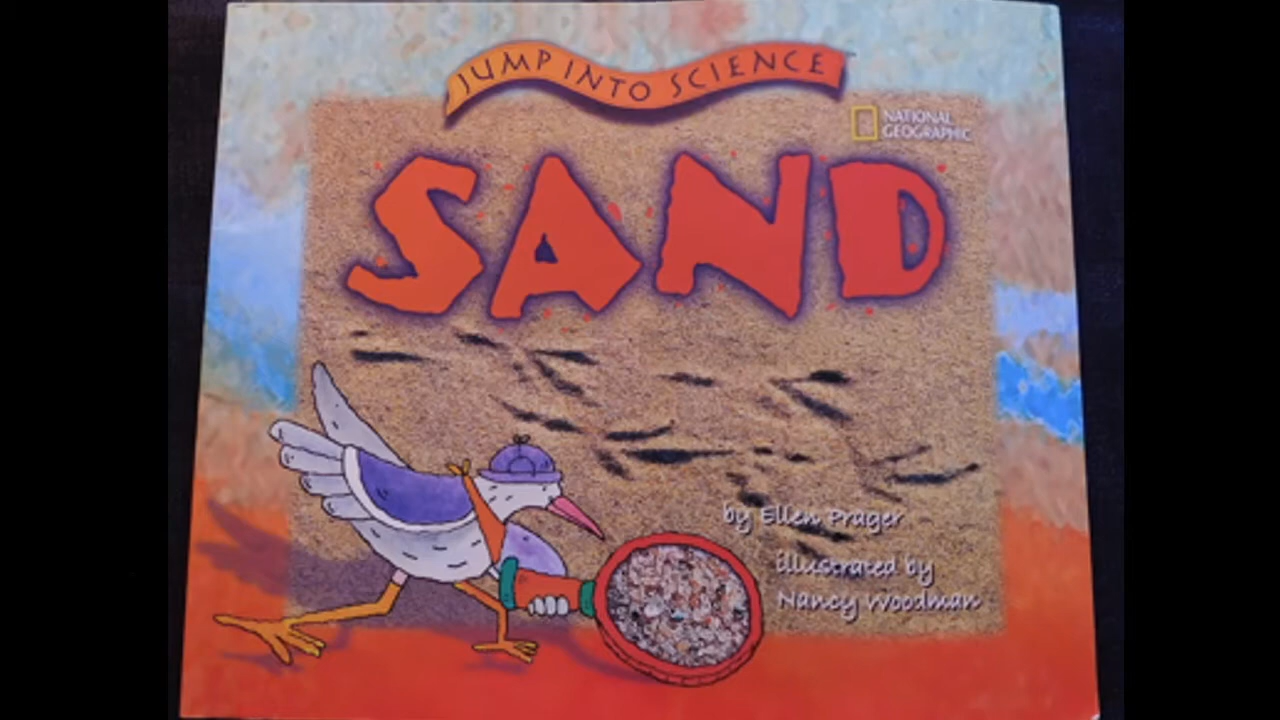 JUMP INTO SCIENCE
NATIONAL
GEOGRAPHIC
SAND
by Ellen Prager
illustrated by
Nancy Woodman